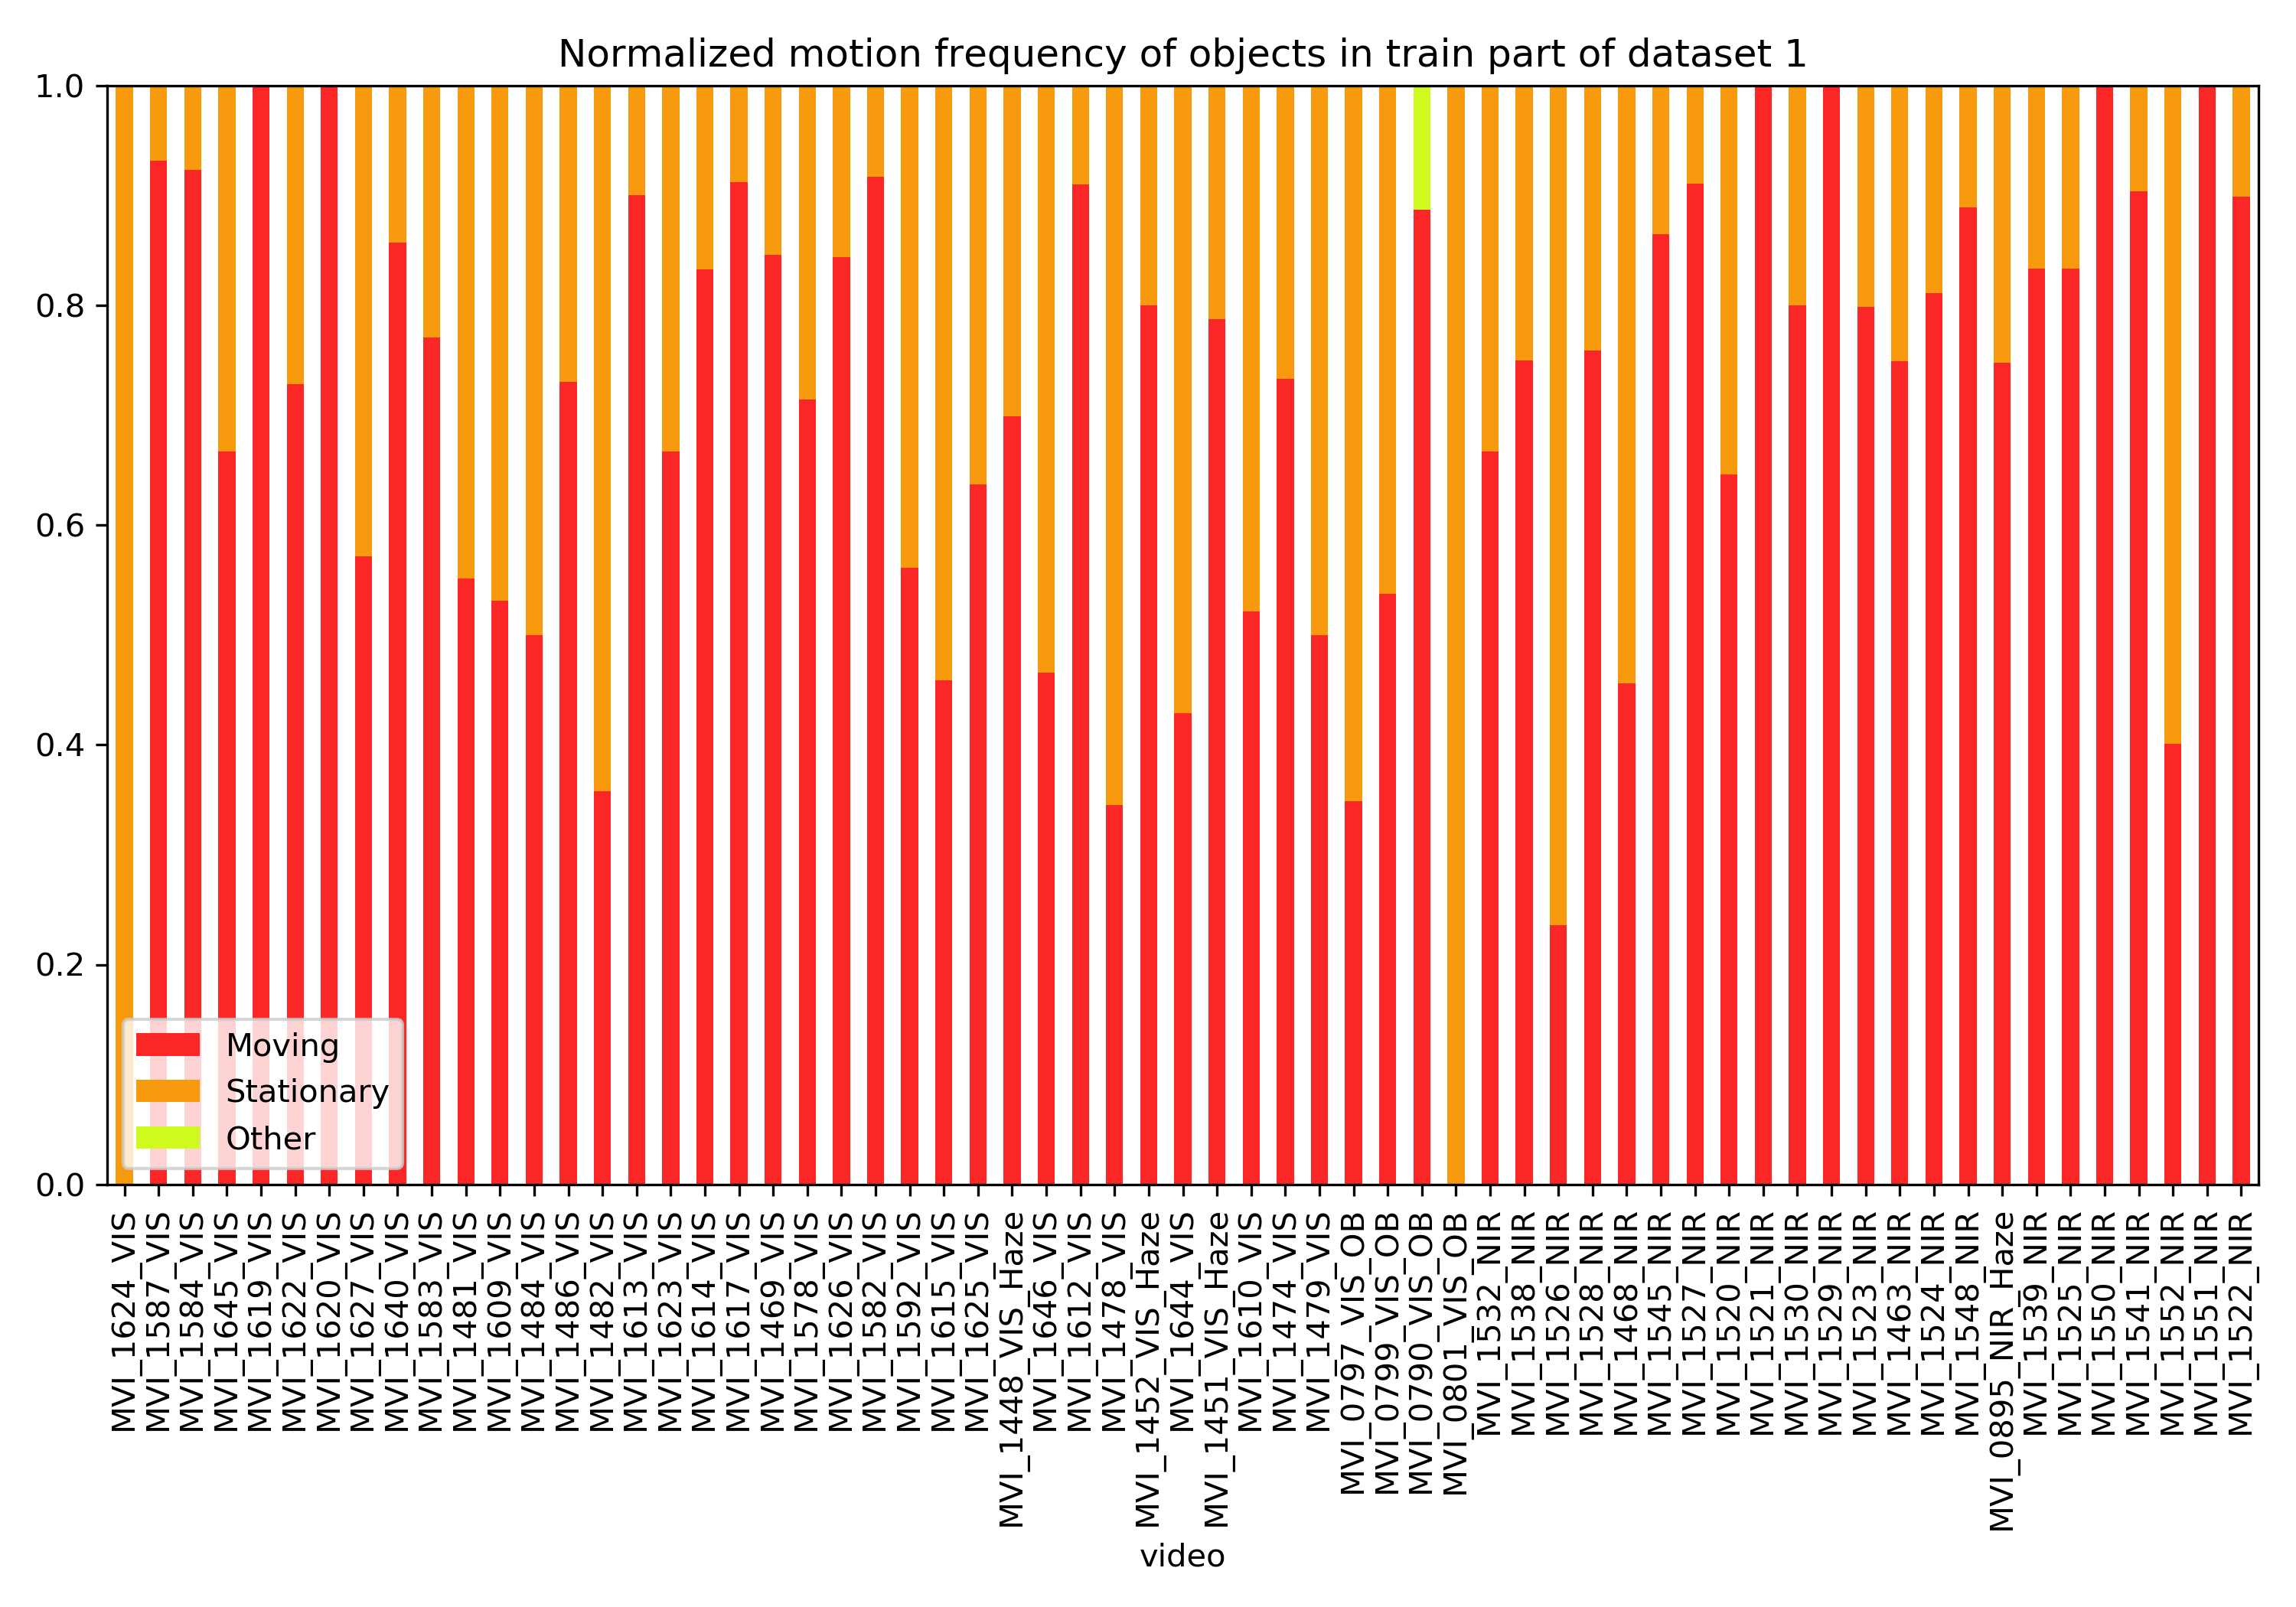 Normalized motion frequency of objects in train part of dataset 1
1.0
0.8
0.6
0.4
0.2
0.0
Moving
Stationary
Other
MVI_1624_VIS
MVI_1587_VIS
MVI_1584_VIS
MVI_1645_VIS
MVI_1619_VIS
MVI_1622_VIS
MVI_1620_VIS
MVI_1627_VIS
MVI_1640_VIS
MVI_1583_VIS
MVI_1481_VIS
MVI_1609_VIS
MVI_1484_VIS
MVI_1486_VIS
MVI_1482_VIS
MVI_1613_VIS
MVI_1623_VIS
MVI_1614_VIS
MVI_1617_VIS
MVI_1469_VIS
MVI_1578_VIS
MVI_1626_VIS
MVI_1582_VIS
MVI_1592_VIS
MVI_1615_VIS
MVI_1625_VIS
MVI_1448_VIS_Haze
MVI_1646_VIS
MVI_1612_VIS
MVI_1478_VIS
MVI_1452_VIS_Haze
MVI_1644_VIS
MVI_1451_VIS_Haze
MVI_1610_VIS
MVI_1474_VIS
MVI_1479_VIS
MVI_0797_VIS_OB
MVI_0799_VIS_OB
MVI_0790_VIS_OB
MVI_0801_VIS_OB
MVI_1532_NIR
MVI_1538_NIR
MVI_1526_NIR
MVI_1528_NIR
MVI_1468_NIR
MVI_1545_NIR
MVI_1527_NIR
MVI_1520_NIR
MVI_1521_NIR
MVI_1530_NIR
MVI_1529_NIR
MVI_1523_NIR
MVI_1463_NIR
MVI_1524_NIR
MVI_1548_NIR
MVI_0895_NIR_Haze
MVI_1539_NIR
MVI_1525_NIR
MVI_1550_NIR
MVI_1541_NIR
MVI_1552_NIR
MVI_1551_NIR
MVI_1522_NIR
video